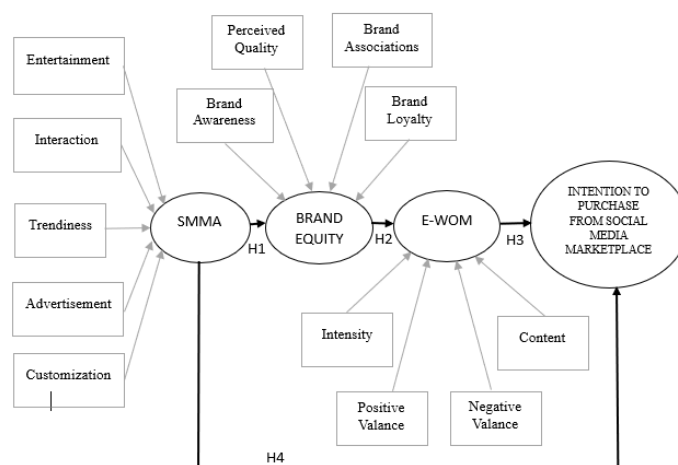 Perceived
Quality
Brand
Associations
Entertainment
Brand
Awareness
Brand
Loyalty
Interaction
Trendiness
SMMA
H1
BRAND
EQUITY
H2
E-WOM
H3
INTENTION TO
PURCHASE
FROM SOCIAL
MEDIA
MARKETPLACE
Advertisement
Customization
Intensity
Content
Positive
Valance
Negative
Valance
H4